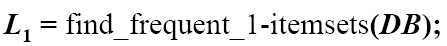 L1 = find_frequent_1-itemsets(DB);